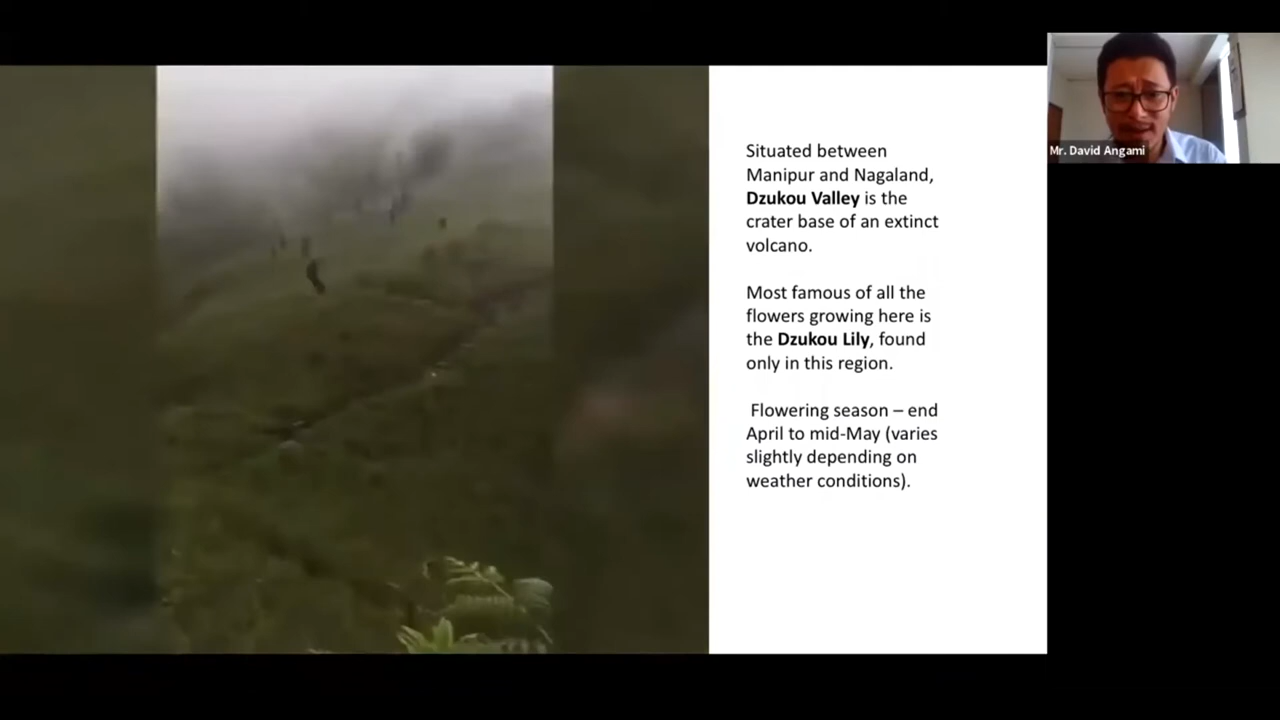 Situated between
Manipur and Nagaland,
Dzukou Valley is the
crater base of an extinct
volcano.
Most famous of all the
flowers growing here is
the Dzukou Lily, found
only in this region.
Flowering season – end
April to mid-May (varies
slightly depending on
weather conditions).
Mr. David Angami